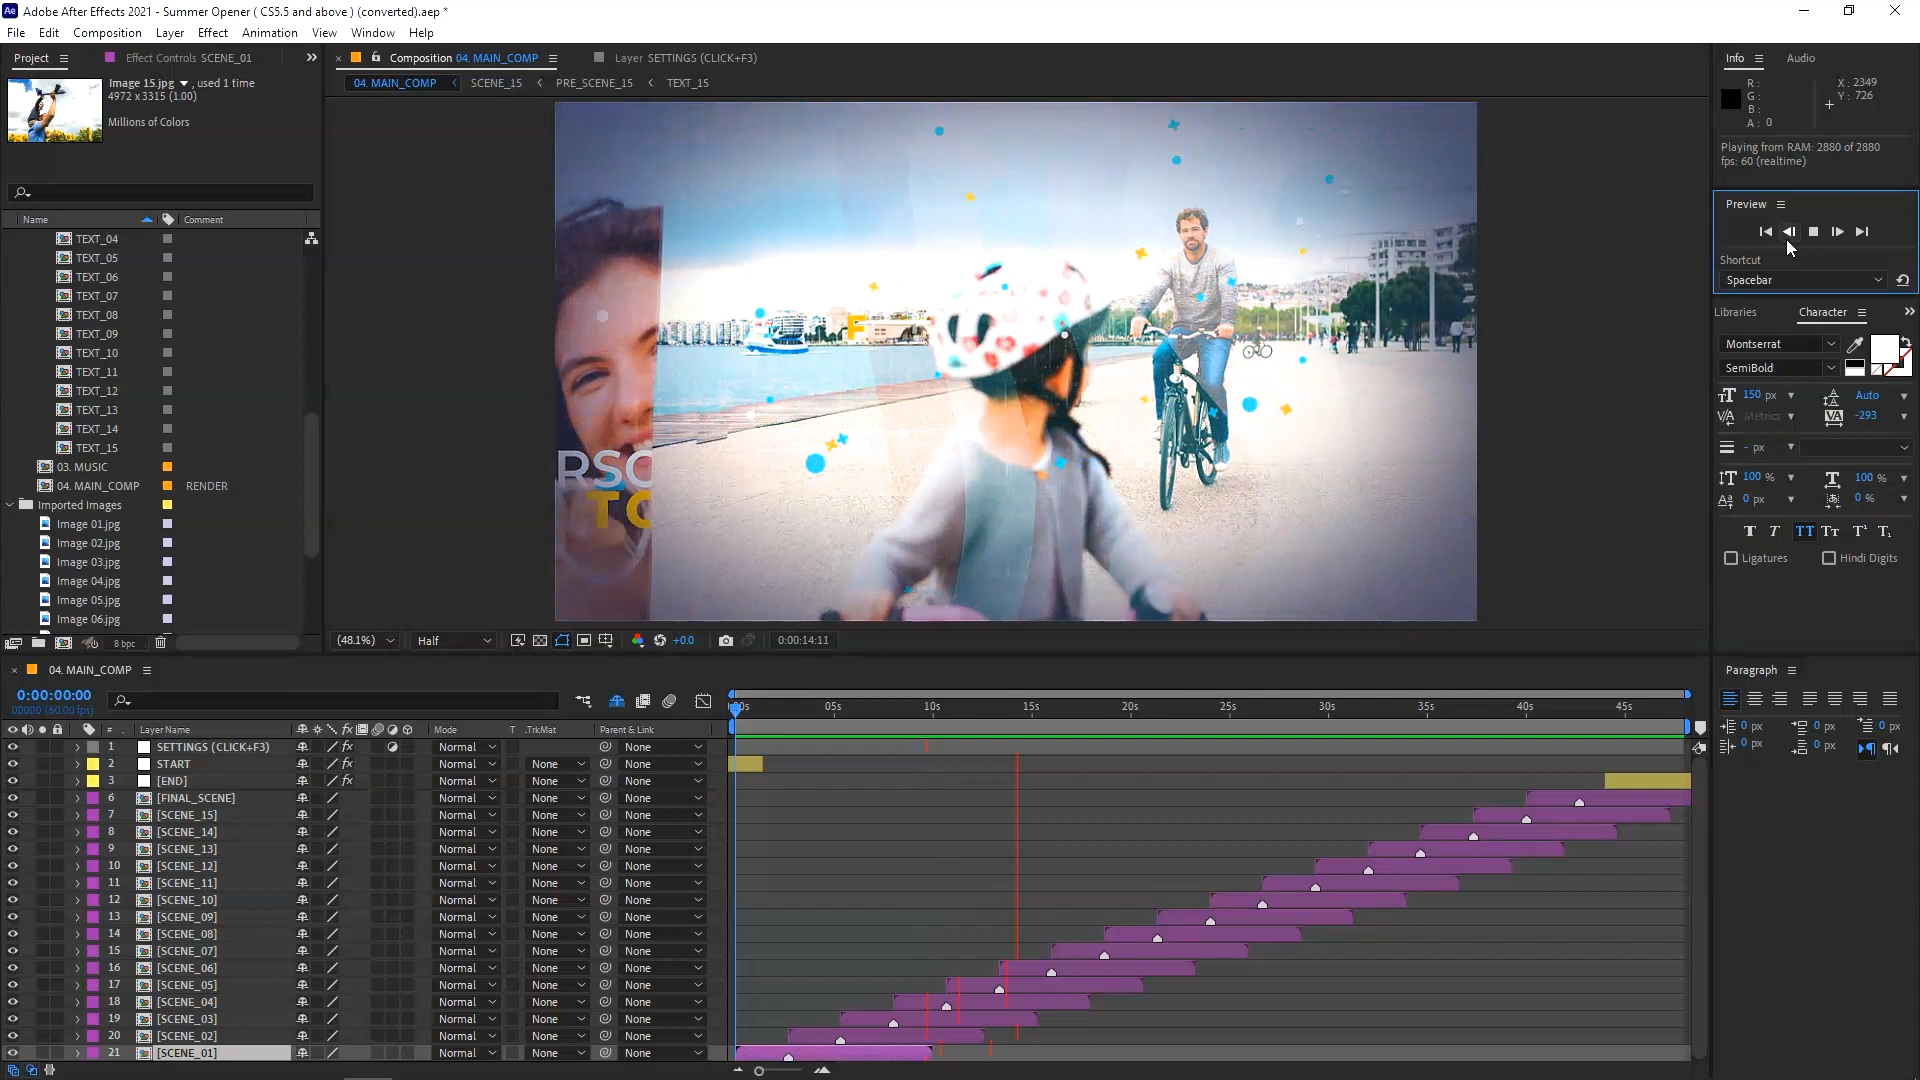 Adobe After Effects 2021 - Summer Opener ( CS5.5 and above ) (converted).aep *
File Edit Composition Layer Effect Animation View Window Help
Project
Effect Controls SCENE_01
Image 15.jpg , used 1 time
4972 x 3315 (1.00)
Millions of Colors
Name Comment
TEXT_04
TEXT_05
TEXT_06
TEXT_07
TEXT_08
TEXT_09
TEXT_10
TEXT_11
TEXT_12
TEXT_13
TEXT_14
TEXT_15
03. MUSIC
04. MAIN_COMP RENDER
Imported Images
Image 01.jpg
Image 02.jpg
Image 03.jpg
Image 04.jpg
Image 05.jpg
Image 06.jpg
8 bpc
Composition 04. MAIN_COMP
Layer SETTINGS (CLICK+F3)
04. MAIN_COMP SCENE_15 PRE_SCENE_15 TEXT_15
F
RSO
TO
(48.1%) Half +0.0 0:00:14:11
Info Audio
R :
G :
B :
A : 0
X : 2349
Y : 726
Playing from RAM: 2880 of 2880
fps: 60 (realtime)
Preview
Shortcut
Spacebar
Libraries Character
Montserrat
SemiBold
150 px Auto
Metrics -293
- px
100 % 100 %
0 px 0 %
T T TT Tt T¹ T₁
Ligatures Hindi Digits
Paragraph
0 px 0 px 0 px
0 px 0 px
04. MAIN_COMP
0:00:00:00
00000 (60.00 fps)
# Layer Name Mode T .TrkMat Parent & Link
05s 10s 15s 20s 25s 30s 35s 40s 45s
1 SETTINGS (CLICK+F3) Normal None
2 START Normal None None
3 [END] Normal None None
6 [FINAL_SCENE] Normal None None
7 [SCENE_15] Normal None None
8 [SCENE_14] Normal None None
9 [SCENE_13] Normal None None
10 [SCENE_12] Normal None None
11 [SCENE_11] Normal None None
12 [SCENE_10] Normal None None
13 [SCENE_09] Normal None None
14 [SCENE_08] Normal None None
15 [SCENE_07] Normal None None
16 [SCENE_06] Normal None None
17 [SCENE_05] Normal None None
18 [SCENE_04] Normal None None
19 [SCENE_03] Normal None None
20 [SCENE_02] Normal None None
21 [SCENE_01] Normal None None